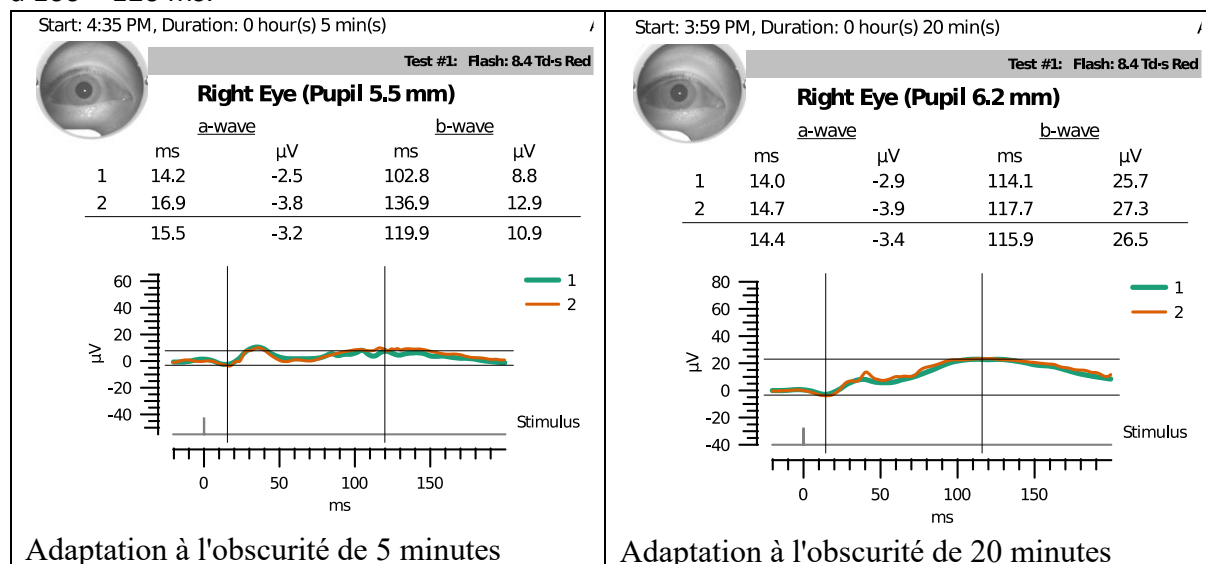 Start: 4:35 PM, Duration: 0 hour(s) 5 min(s)
Test #1: Flash: 8.4 Td·s Red
Right Eye (Pupil 5.5 mm)
a-wave b-wave
ms µV ms µV
1 14.2 -2.5 102.8 8.8
2 16.9 -3.8 136.9 12.9
15.5 -3.2 119.9 10.9
60
40
20
0
-20
-40
µV
1
2
Stimulus
0 50 100 150
ms
Adaptation à l'obscurité de 5 minutes
Start: 3:59 PM, Duration: 0 hour(s) 20 min(s)
Test #1: Flash: 8.4 Td·s Red
Right Eye (Pupil 6.2 mm)
a-wave b-wave
ms µV ms µV
1 14.0 -2.9 114.1 25.7
2 14.7 -3.9 117.7 27.3
14.4 -3.4 115.9 26.5
80
60
40
20
0
-20
-40
µV
1
2
Stimulus
0 50 100 150
ms
Adaptation à l'obscurité de 20 minutes